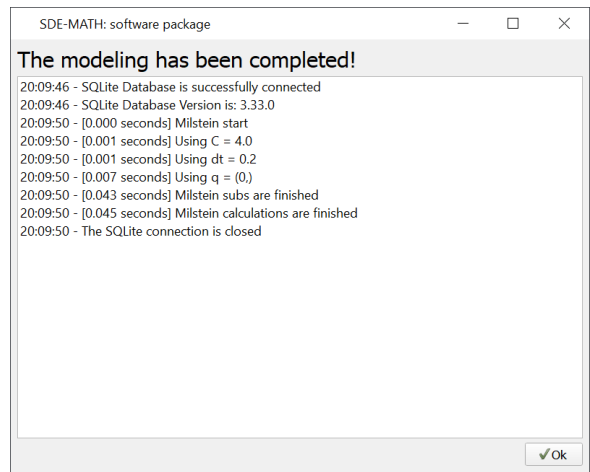 SDE-MATH: software package
The modeling has been completed!
20:09:46 - SQLite Database is successfully connected
20:09:46 - SQLite Database Version is: 3.33.0
20:09:50 - [0.000 seconds] Milstein start
20:09:50 - [0.001 seconds] Using C = 4.0
20:09:50 - [0.001 seconds] Using dt = 0.2
20:09:50 - [0.007 seconds] Using q = (0,)
20:09:50 - [0.043 seconds] Milstein subs are finished
20:09:50 - [0.045 seconds] Milstein calculations are finished
20:09:50 - The SQLite connection is closed
Ok